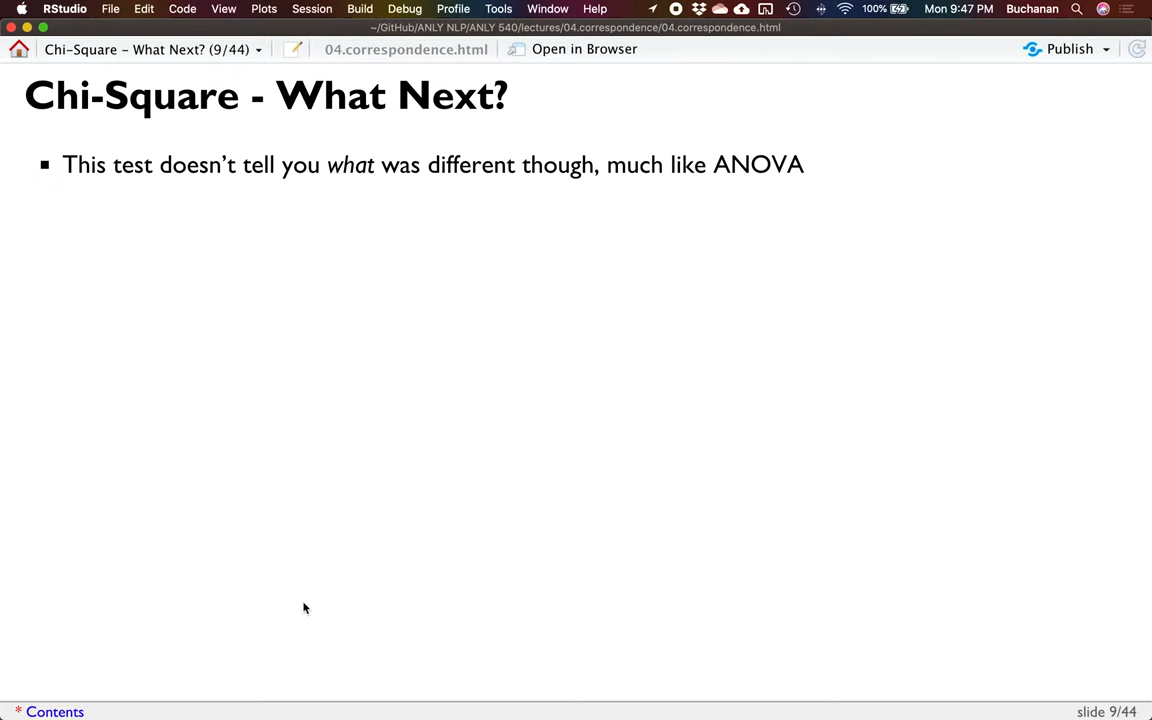 RStudio File Edit Code View Plots Session Build Debug Profile Tools Window Help 100% Mon 9:47 PM Buchanan
~/GitHub/ANLY NLP/ANLY 540/lectures/04.correspondence/04.correspondence.html
Chi-Square - What Next? (9/44) 04.correspondence.html Open in Browser Publish
Chi-Square - What Next?
This test doesn't tell you what was different though, much like ANOVA
* Contents slide 9/44